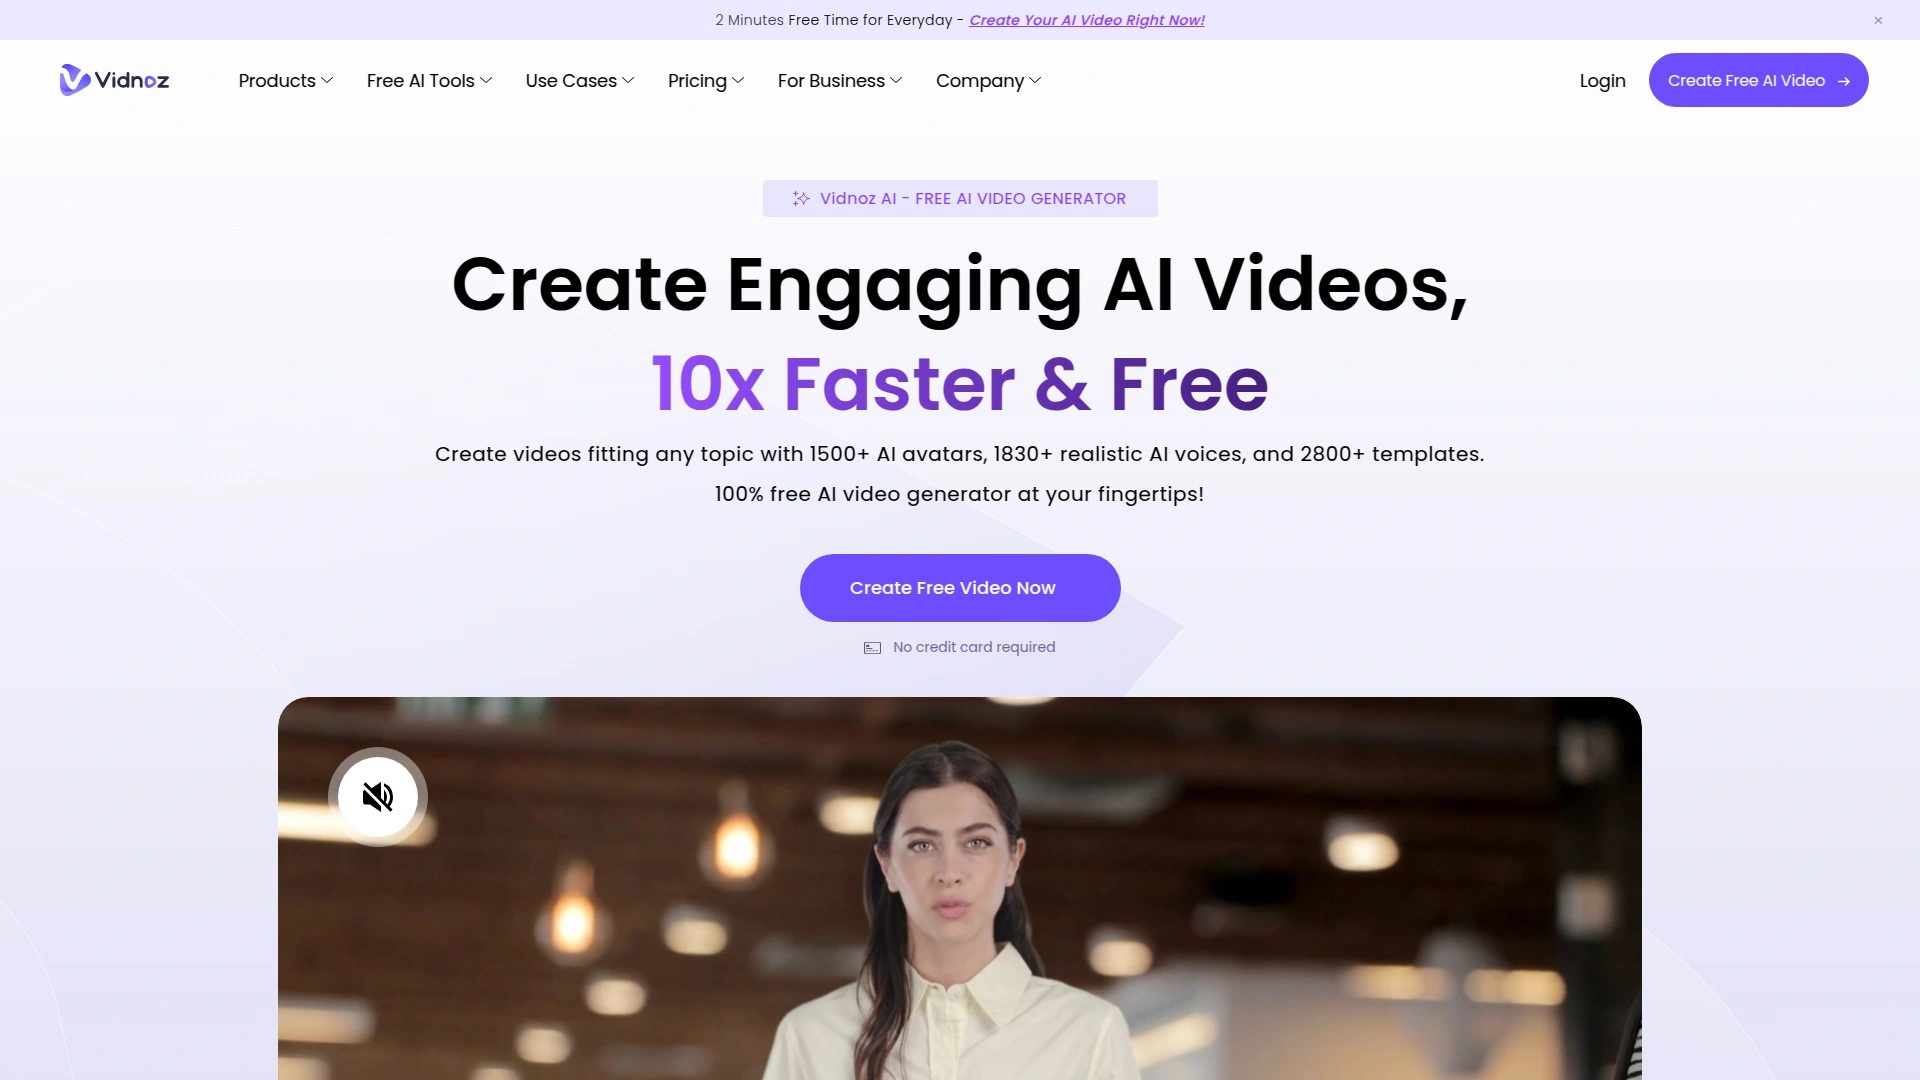 2 Minutes Free Time for Everyday - Create Your AI Video Right Now! ×
Vidnoz
Products Free AI Tools Use Cases Pricing For Business Company Login Create Free AI Video →
Vidnoz AI - FREE AI VIDEO GENERATOR
Create Engaging AI Videos,
10x Faster & Free
Create videos fitting any topic with 1500+ AI avatars, 1830+ realistic AI voices, and 2800+ templates.
100% free AI video generator at your fingertips!
Create Free Video Now
No credit card required